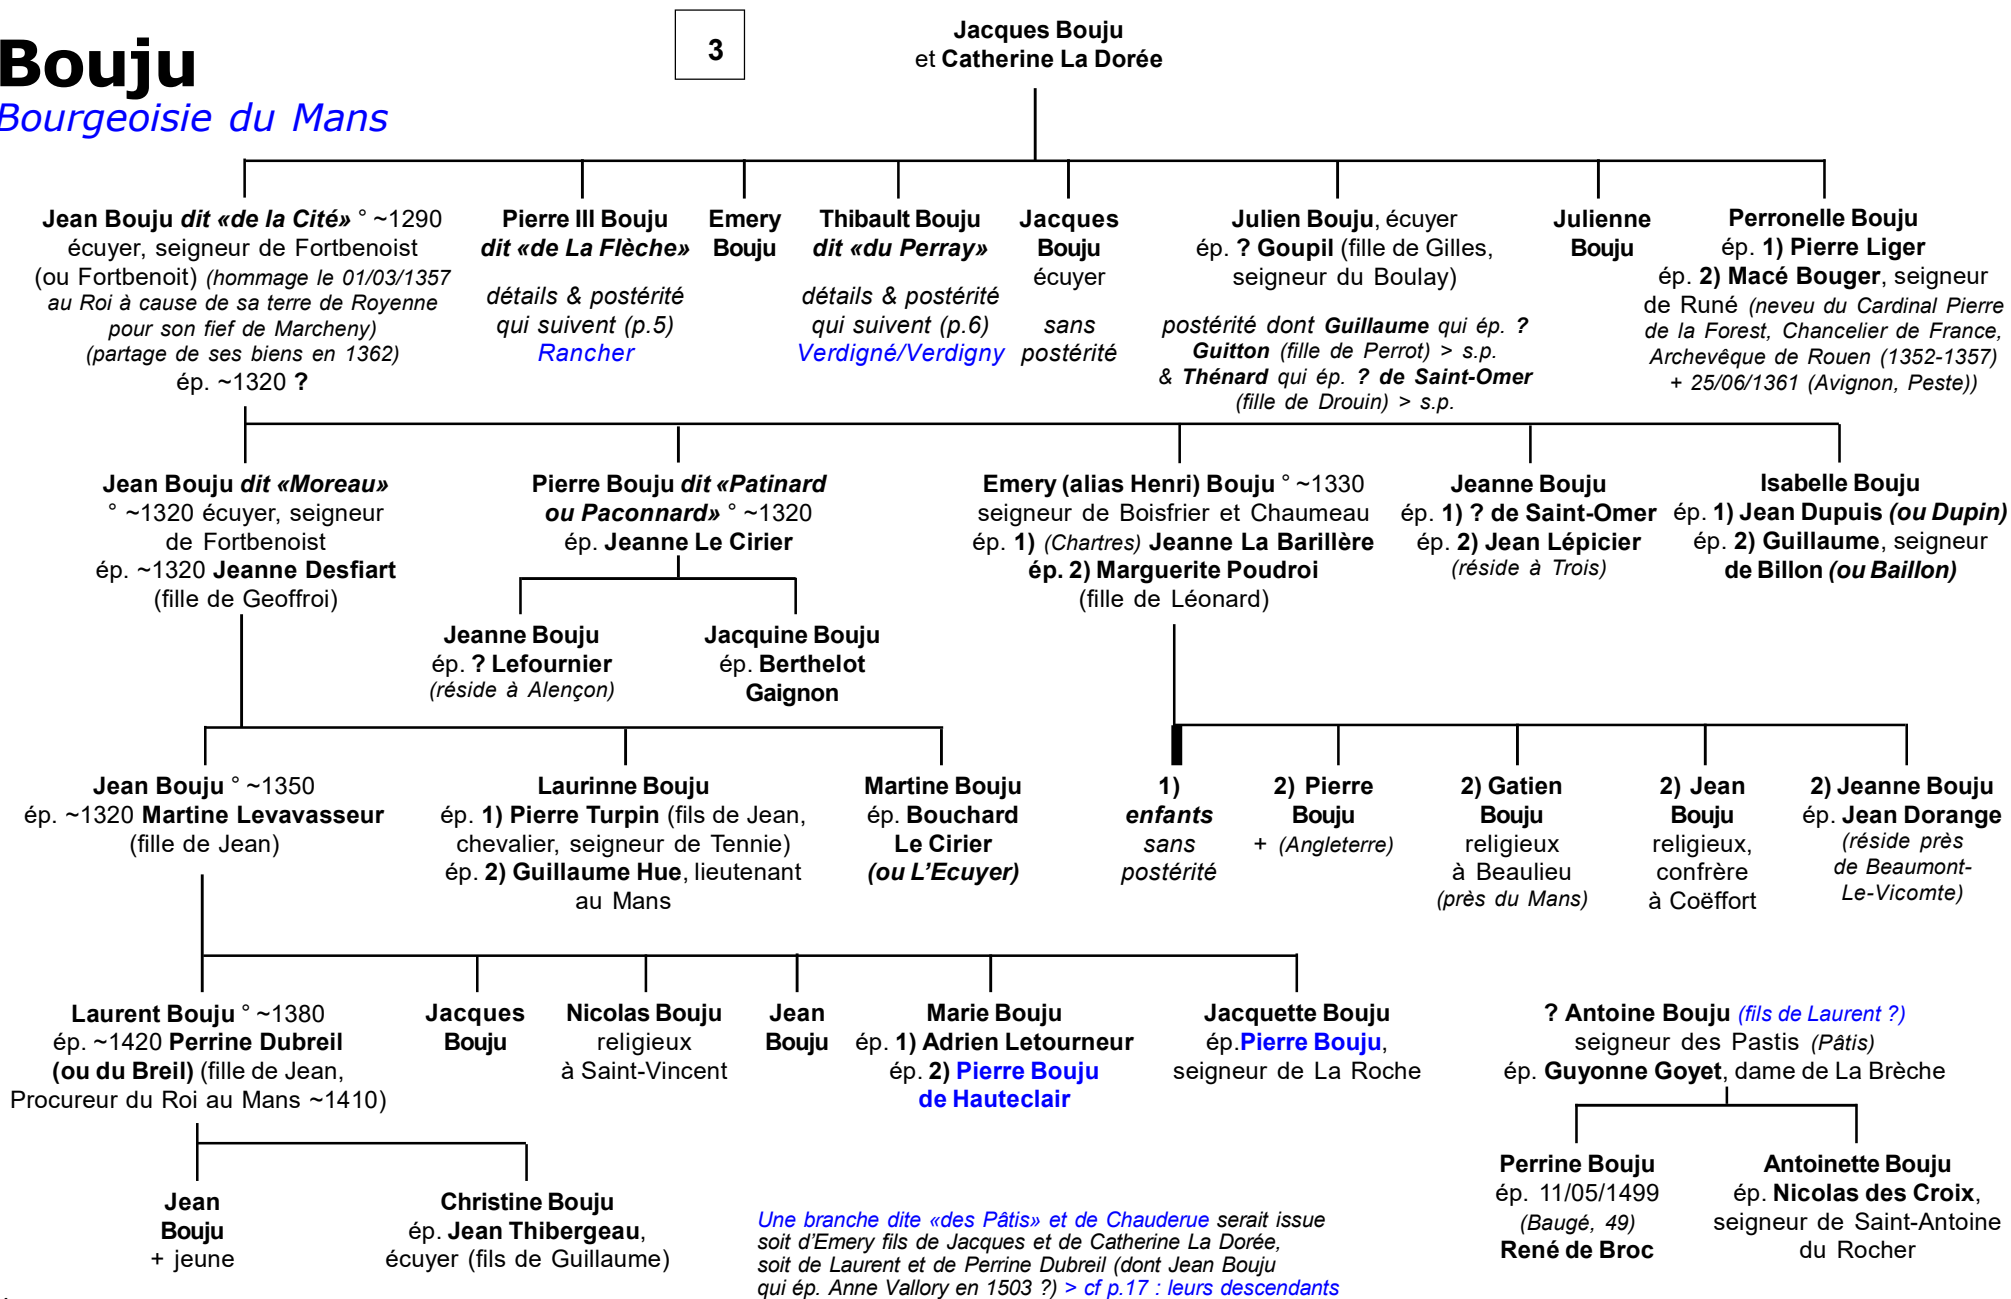 Bouju
Bourgeoisie du Mans
3
Jacques Bouju
et Catherine La Dorée
Jean Bouju dit «de la Cité» ° ~1290
écuyer, seigneur de Fortbenoist
(ou Fortbenoit) (hommage le 01/03/1357
au Roi à cause de sa terre de Royenne
pour son fief de Marcheny)
(partage de ses biens en 1362)
ép. ~1320 ?
Pierre III Bouju
dit «de La Flèche»
détails & postérité
qui suivent (p.5)
Rancher
Emery
Bouju
Thibault Bouju
dit «du Perray»
détails & postérité
qui suivent (p.6)
Verdigné/Verdigny
Jacques
Bouju
écuyer
sans
postérité
Julien Bouju, écuyer
ép. ? Goupil (fille de Gilles,
seigneur du Boulay)
postérité dont Guillaume qui ép. ?
Guitton (fille de Perrot) > s.p.
& Thénard qui ép. ? de Saint-Omer
(fille de Drouin) > s.p.
Julienne
Bouju
Perronelle Bouju
ép. 1) Pierre Liger
ép. 2) Macé Bouger, seigneur
de Runé (neveu du Cardinal Pierre
de la Forest, Chancelier de France,
Archevêque de Rouen (1352-1357)
+ 25/06/1361 (Avignon, Peste))
Jean Bouju dit «Moreau»
° ~1320 écuyer, seigneur
de Fortbenoist
ép. ~1320 Jeanne Desfiart
(fille de Geoffroi)
Pierre Bouju dit «Patinard
ou Paconnard» ° ~1320
ép. Jeanne Le Cirier
Emery (alias Henri) Bouju ° ~1330
seigneur de Boisfrier et Chaumeau
ép. 1) (Chartres) Jeanne La Barillère
ép. 2) Marguerite Poudroi
(fille de Léonard)
Jeanne Bouju
ép. 1) ? de Saint-Omer
ép. 2) Jean Lépicier
(réside à Trois)
Isabelle Bouju
ép. 1) Jean Dupuis (ou Dupin)
ép. 2) Guillaume, seigneur
de Billon (ou Baillon)
Jeanne Bouju
ép. ? Lefournier
(réside à Alençon)
Jacquine Bouju
ép. Berthelot
Gaignon
Jean Bouju ° ~1350
ép. ~1320 Martine Levavasseur
(fille de Jean)
Laurinne Bouju
ép. 1) Pierre Turpin (fils de Jean,
chevalier, seigneur de Tennie)
ép. 2) Guillaume Hue, lieutenant
au Mans
Martine Bouju
ép. Bouchard
Le Cirier
(ou L'Ecuyer)
1)
enfants
sans
postérité
2) Pierre
Bouju
+ (Angleterre)
2) Gatien
Bouju
religieux
à Beaulieu
(près du Mans)
2) Jean
Bouju
religieux,
confrère
à Coëffort
2) Jeanne Bouju
ép. Jean Dorange
(réside près
de Beaumont-
Le-Vicomte)
Laurent Bouju ° ~1380
ép. ~1420 Perrine Dubreil
(ou du Breil) (fille de Jean,
Procureur du Roi au Mans ~1410)
Jacques
Bouju
Nicolas Bouju
religieux
à Saint-Vincent
Jean
Bouju
Marie Bouju
ép. 1) Adrien Letourneur
ép. 2) Pierre Bouju
de Hauteclair
Jacquette Bouju
ép.Pierre Bouju,
seigneur de La Roche
? Antoine Bouju (fils de Laurent ?)
seigneur des Pastis (Pâtis)
ép. Guyonne Goyet, dame de La Brèche
Jean
Bouju
+ jeune
Christine Bouju
ép. Jean Thibergeau,
écuyer (fils de Guillaume)
Perrine Bouju
ép. 11/05/1499
(Baugé, 49)
René de Broc
Antoinette Bouju
ép. Nicolas des Croix,
seigneur de Saint-Antoine
du Rocher
Une branche dite «des Pâtis» et de Chauderue serait issue
soit d'Emery fils de Jacques et de Catherine La Dorée,
soit de Laurent et de Perrine Dubreil (dont Jean Bouju
qui ép. Anne Vallory en 1503 ?) > cf p.17 : leurs descendants